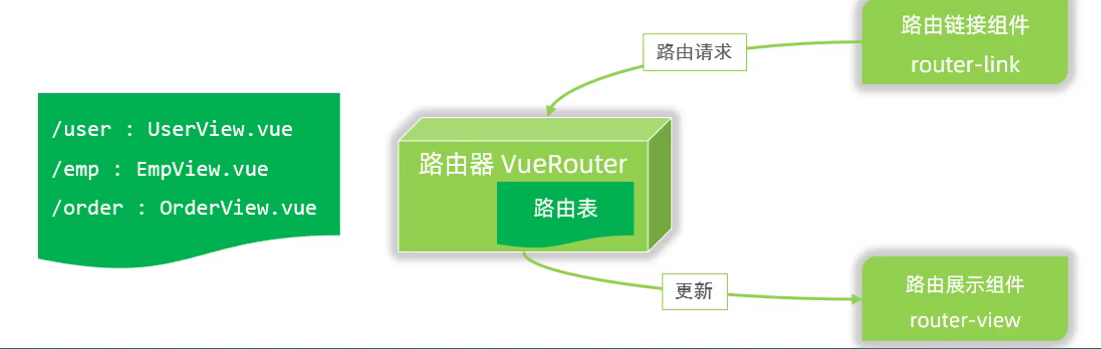 路由链接组件
router-link
路由请求
/user : UserView.vue
/emp : EmpView.vue
/order : OrderView.vue
路由器 VueRouter
路由表
更新
路由展示组件
router-view